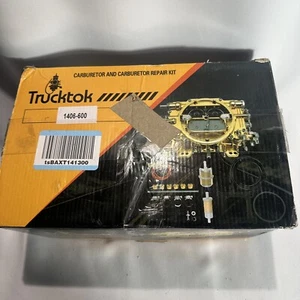 CARBURETOR AND CARBURETOR REPAIR KIT
Trucktok
1406-600
tsBAXT141300